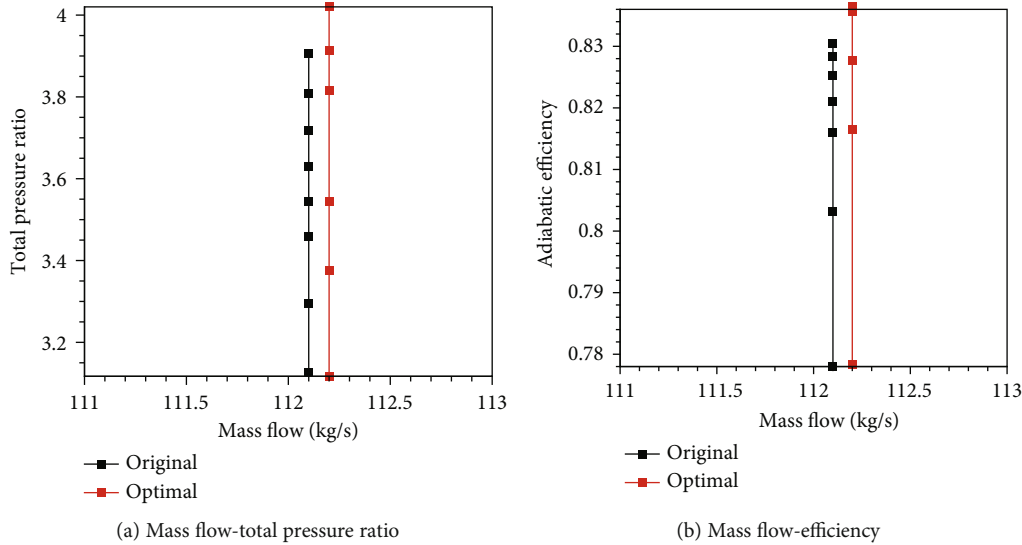 4
3.8
3.6
3.4
3.2
Total pressure ratio
111
111.5
112
112.5
113
Mass flow (kg/s)
Original
Optimal
(a) Mass flow-total pressure ratio
0.83
0.82
0.81
0.8
0.79
0.78
Adiabatic efficiency
111
111.5
112
112.5
113
Mass flow (kg/s)
Original
Optimal
(b) Mass flow-efficiency